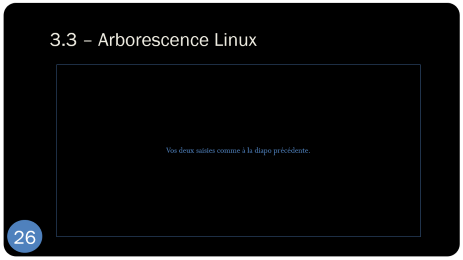 3.3 – Arborescence Linux
Vos deux saisies comme à la diapo précédente.
26